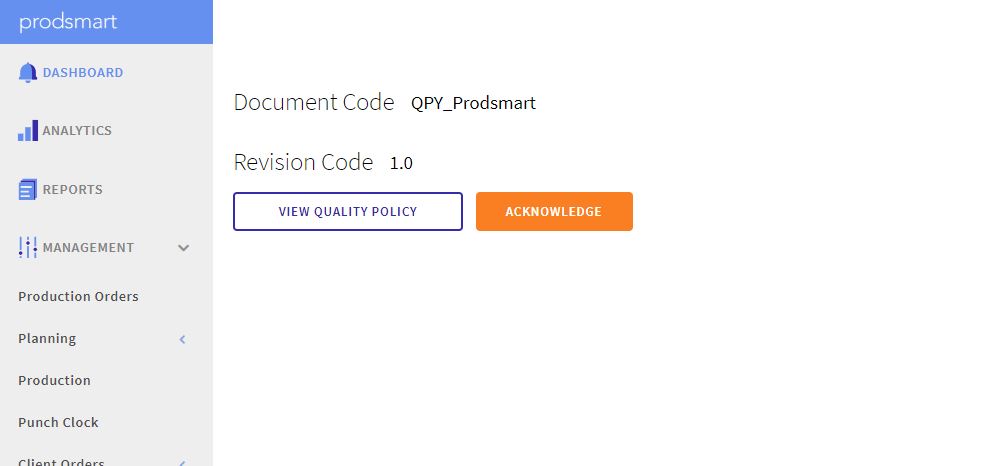 prodsmart
DASHBOARD
ANALYTICS
REPORTS
MANAGEMENT
Production Orders
Planning
Production
Punch Clock
Client Orders
Document Code QPY_Prodsmart
Revision Code 1.0
VIEW QUALITY POLICY
ACKNOWLEDGE